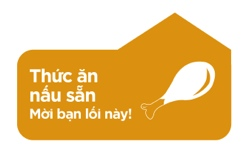 Thức ăn
nấu sẵn
Mời bạn lối này!